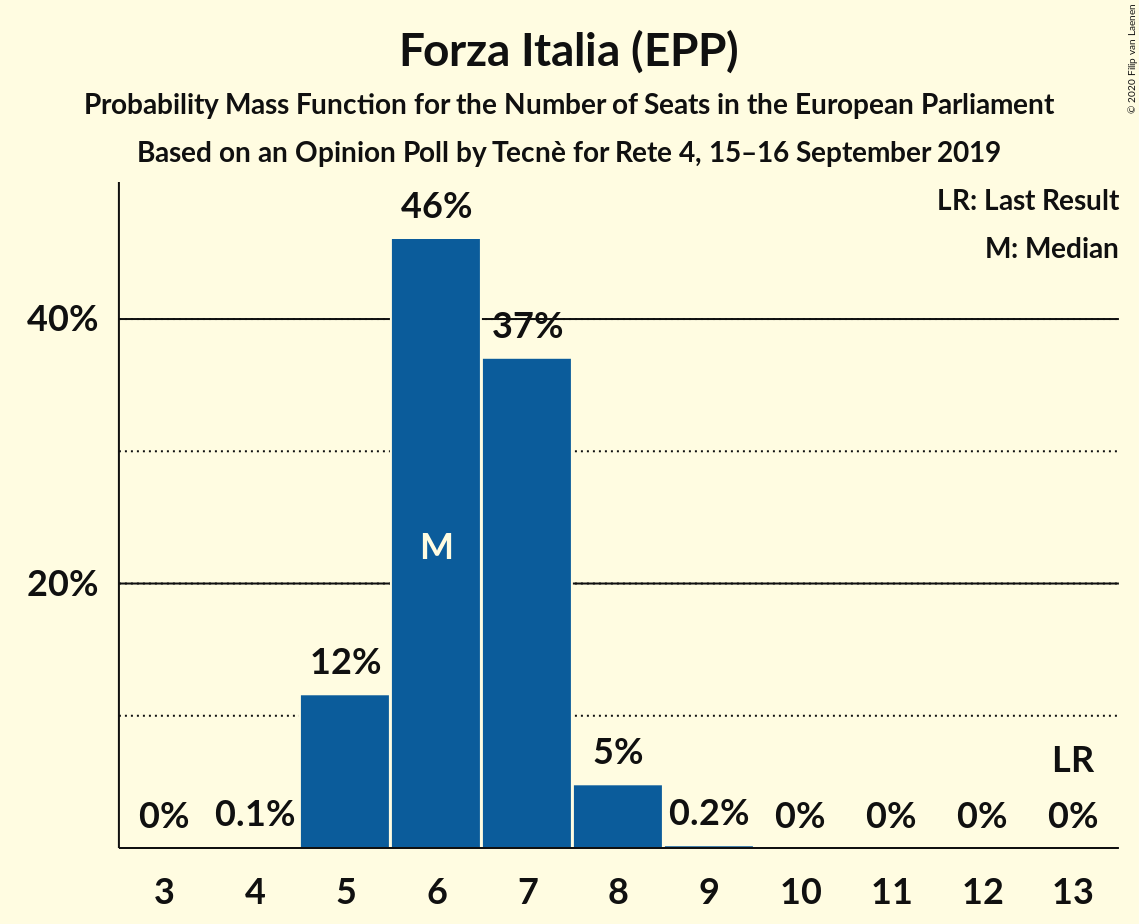 Forza Italia (EPP)
Probability Mass Function for the Number of Seats in the European Parliament
Based on an Opinion Poll by Tecnè for Rete 4, 15–16 September 2019
© 2020 Filip van Laenen
LR: Last Result
M: Median
46%
40%
37%
M
20%
12%
5%
LR
0% 0.1% 0.2% 0% 0% 0% 0%
3 4 5 6 7 8 9 10 11 12 13